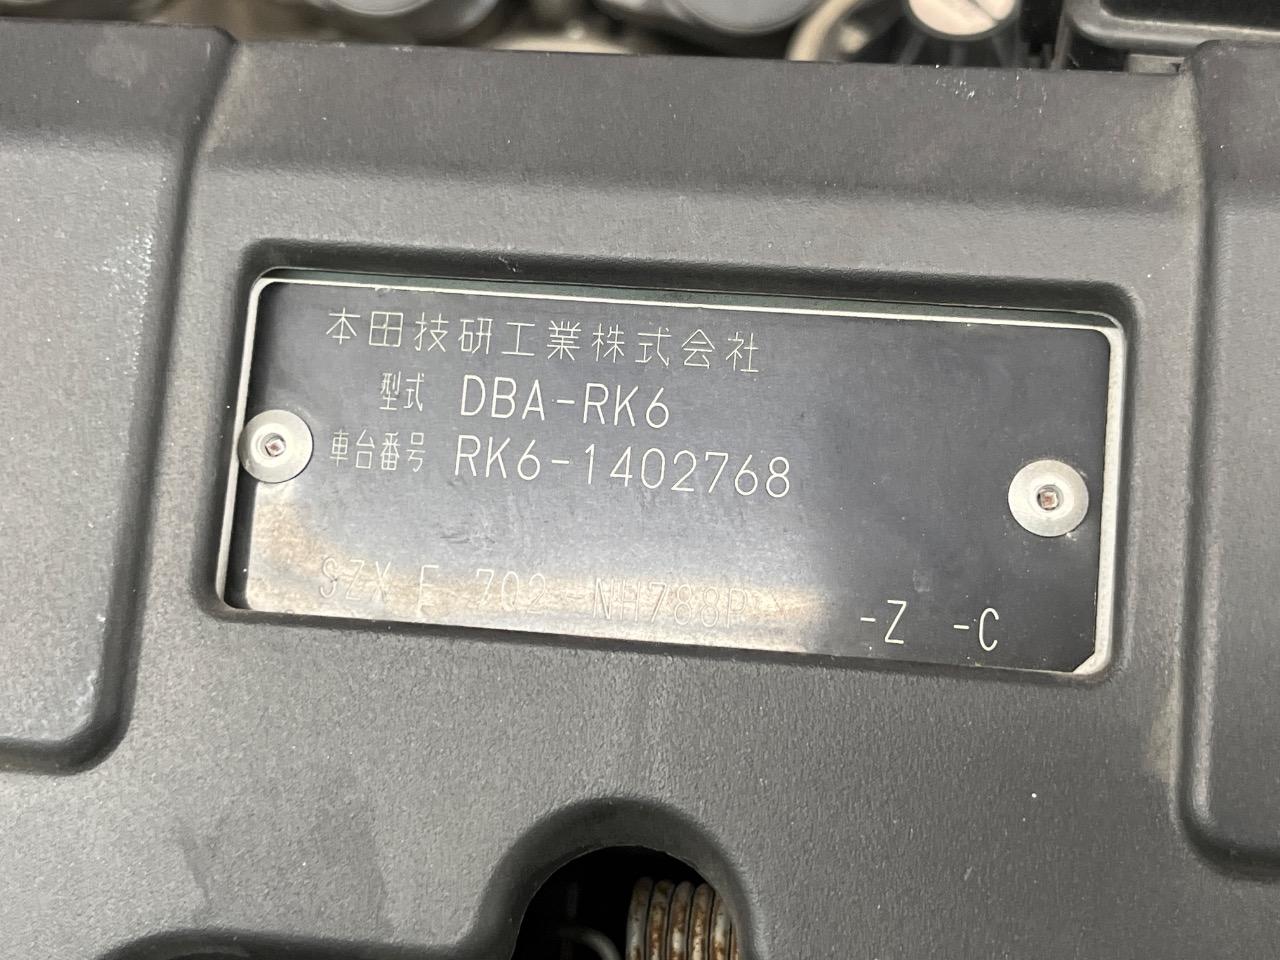 本田技研工業株式会社
型式 DBA-RK6
車台番号 RK6-1402768
SZX F 702 NH788P -Z -C